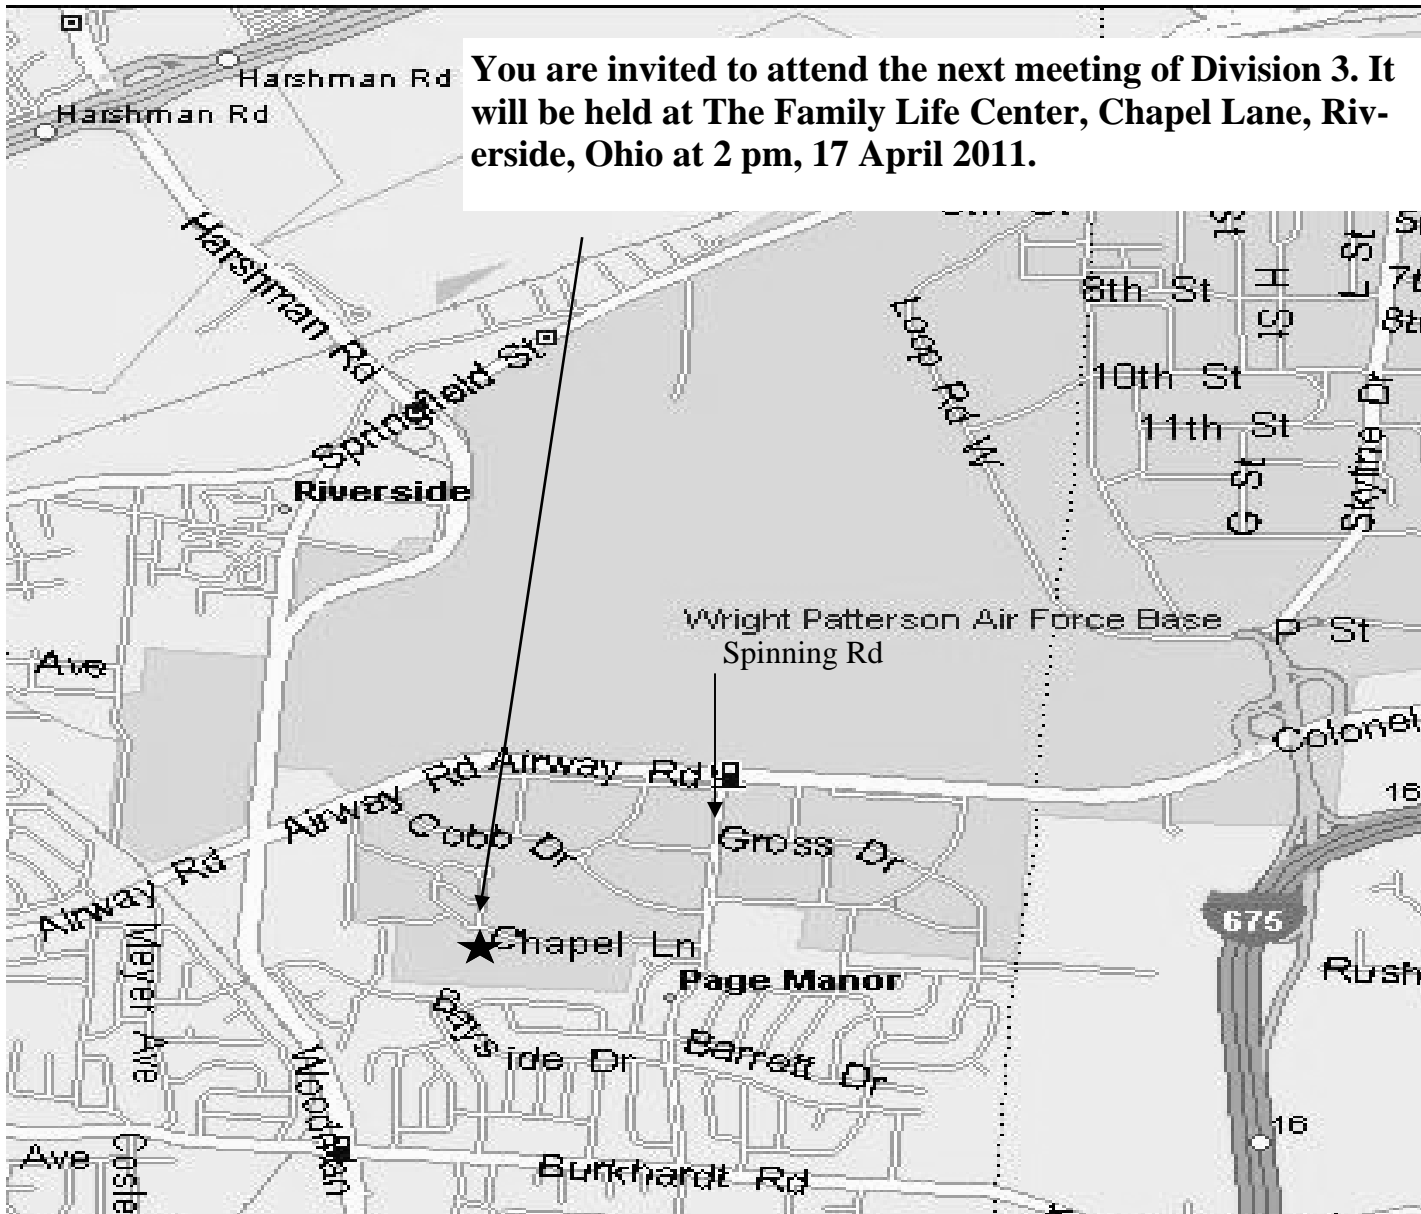 Harshman Rd
Harshman Rd
You are invited to attend the next meeting of Division 3. It
will be held at The Family Life Center, Chapel Lane, Riv-
erside, Ohio at 2 pm, 17 April 2011.
Harshman Rd
Springfield St
Riverside
Loop Rd W
8th St
H St
L St
10th St
11th St
G St
Skyline Dr
Wright Patterson Air Force Base
Spinning Rd
P St
Ave
Colonel
Airway Rd
Airway Rd
Airway Rd
Cobb Dr
Gross Dr
16
675
Chapel Ln
Page Manor
Rush
Meyer Ave
Bayside Dr
Barrett Dr
Woodman
16
Ave
Burkhardt Rd